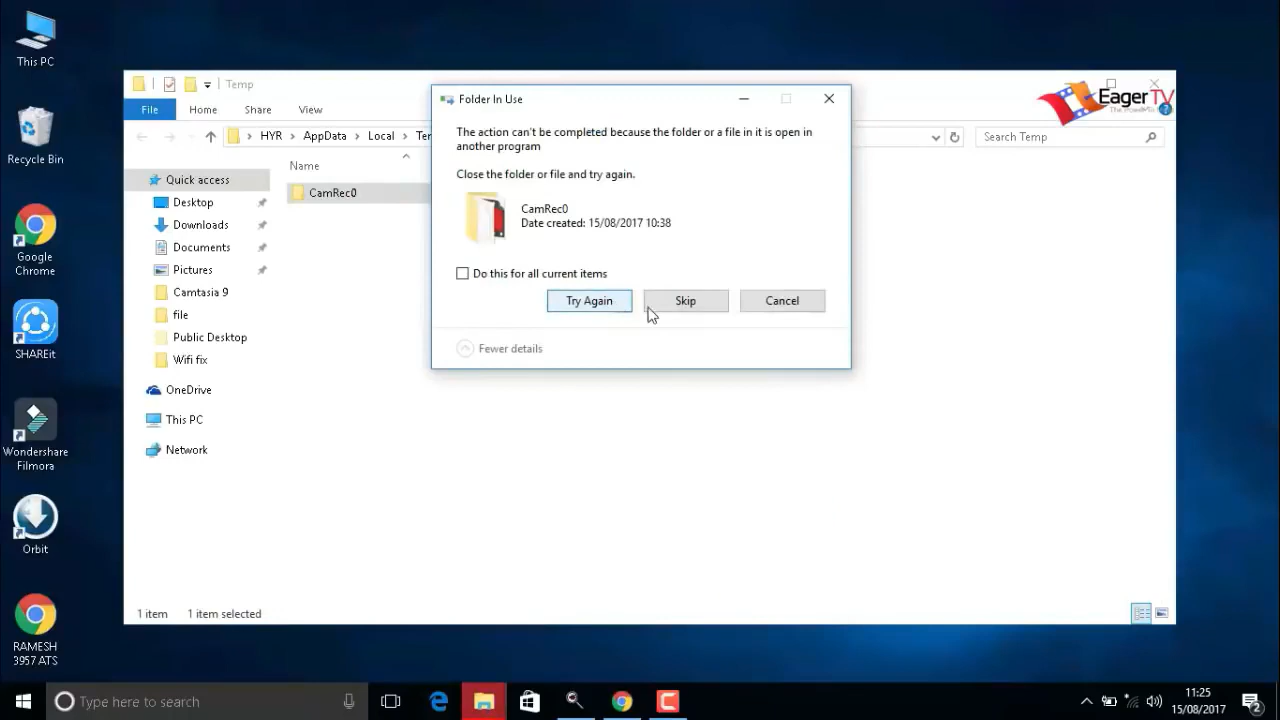 This PC
Recycle Bin
Google
Chrome
SHAREit
Wondershare
Filmora
Orbit
RAMESH
3957 ATS
Temp
File
Home
Share
View
HYR
AppData
Local
Search Temp
Name
Quick access
Desktop
Downloads
Documents
Pictures
Camtasia 9
file
Public Desktop
Wifi fix
OneDrive
This PC
Network
CamRec0
1 item
1 item selected
Folder In Use
The action can't be completed because the folder or a file in it is open in
another program
Close the folder or file and try again.
CamRec0
Date created: 15/08/2017 10:38
Do this for all current items
Try Again
Skip
Cancel
Fewer details
EagerTV
Type here to search
11:25
15/08/2017
2